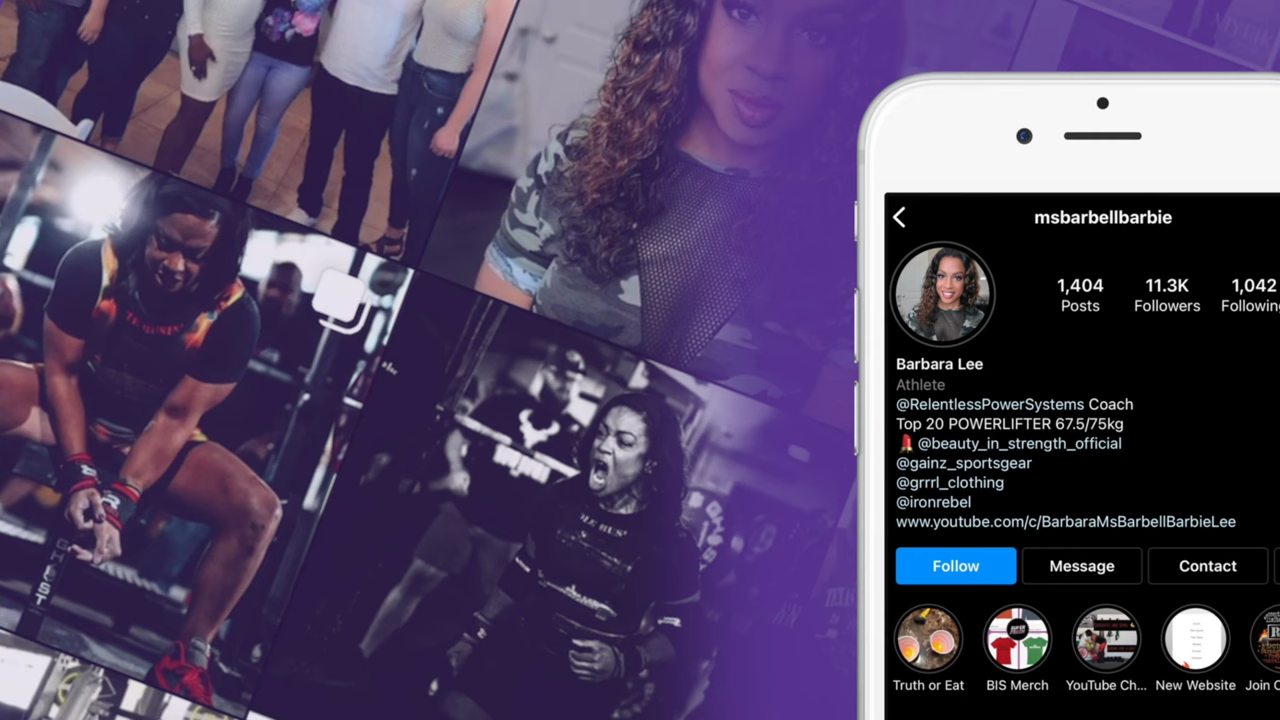 msbarbellbarbie
1,404 11.3K 1,042
Posts Followers Following
Barbara Lee
Athlete
@RelentlessPowerSystems Coach
Top 20 POWERLIFTER 67.5/75kg
💄 @beauty_in_strength_official
@gainz_sportsgear
@grrrl_clothing
@ironrebel
www.youtube.com/c/BarbaraMsBarbellBarbieLee
Follow Message Contact
Truth or Eat BIS Merch YouTube Ch... New Website Join
GHOST